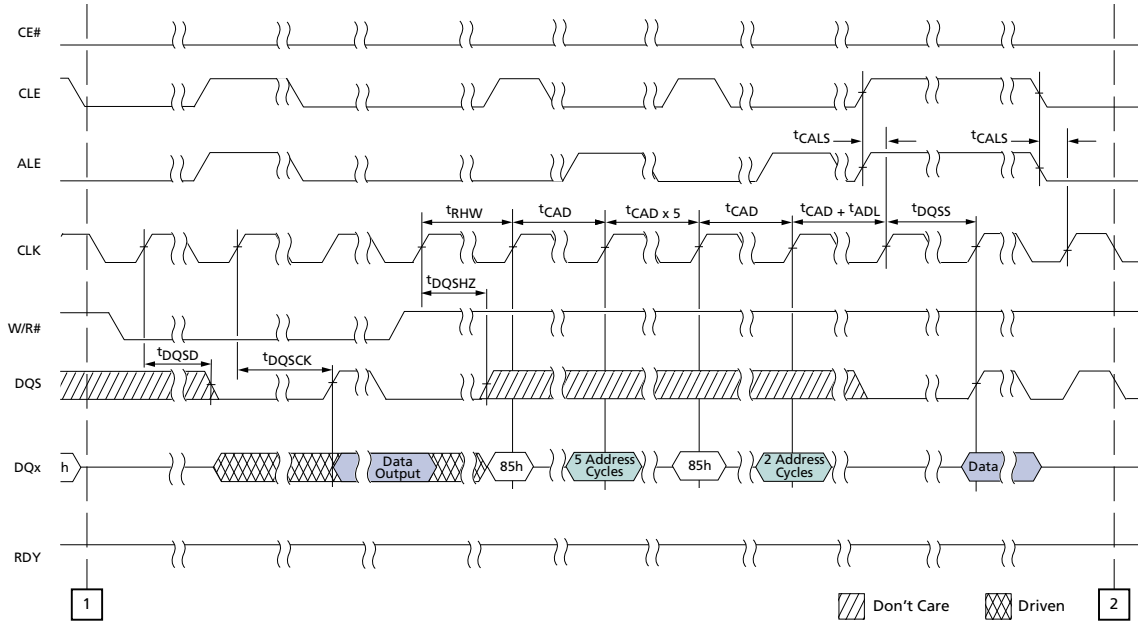 CE#
CLE
tCALS
tCALS
ALE
tRHW
tCAD
tCAD x 5
tCAD
tCAD + tADL
tDQSS
CLK
tDQSHZ
W/R#
tDQSD
tDQSCK
DQS
DQx
h
Data
Output
85h
5 Address
Cycles
85h
2 Address
Cycles
Data
RDY
1
Don't Care
Driven
2